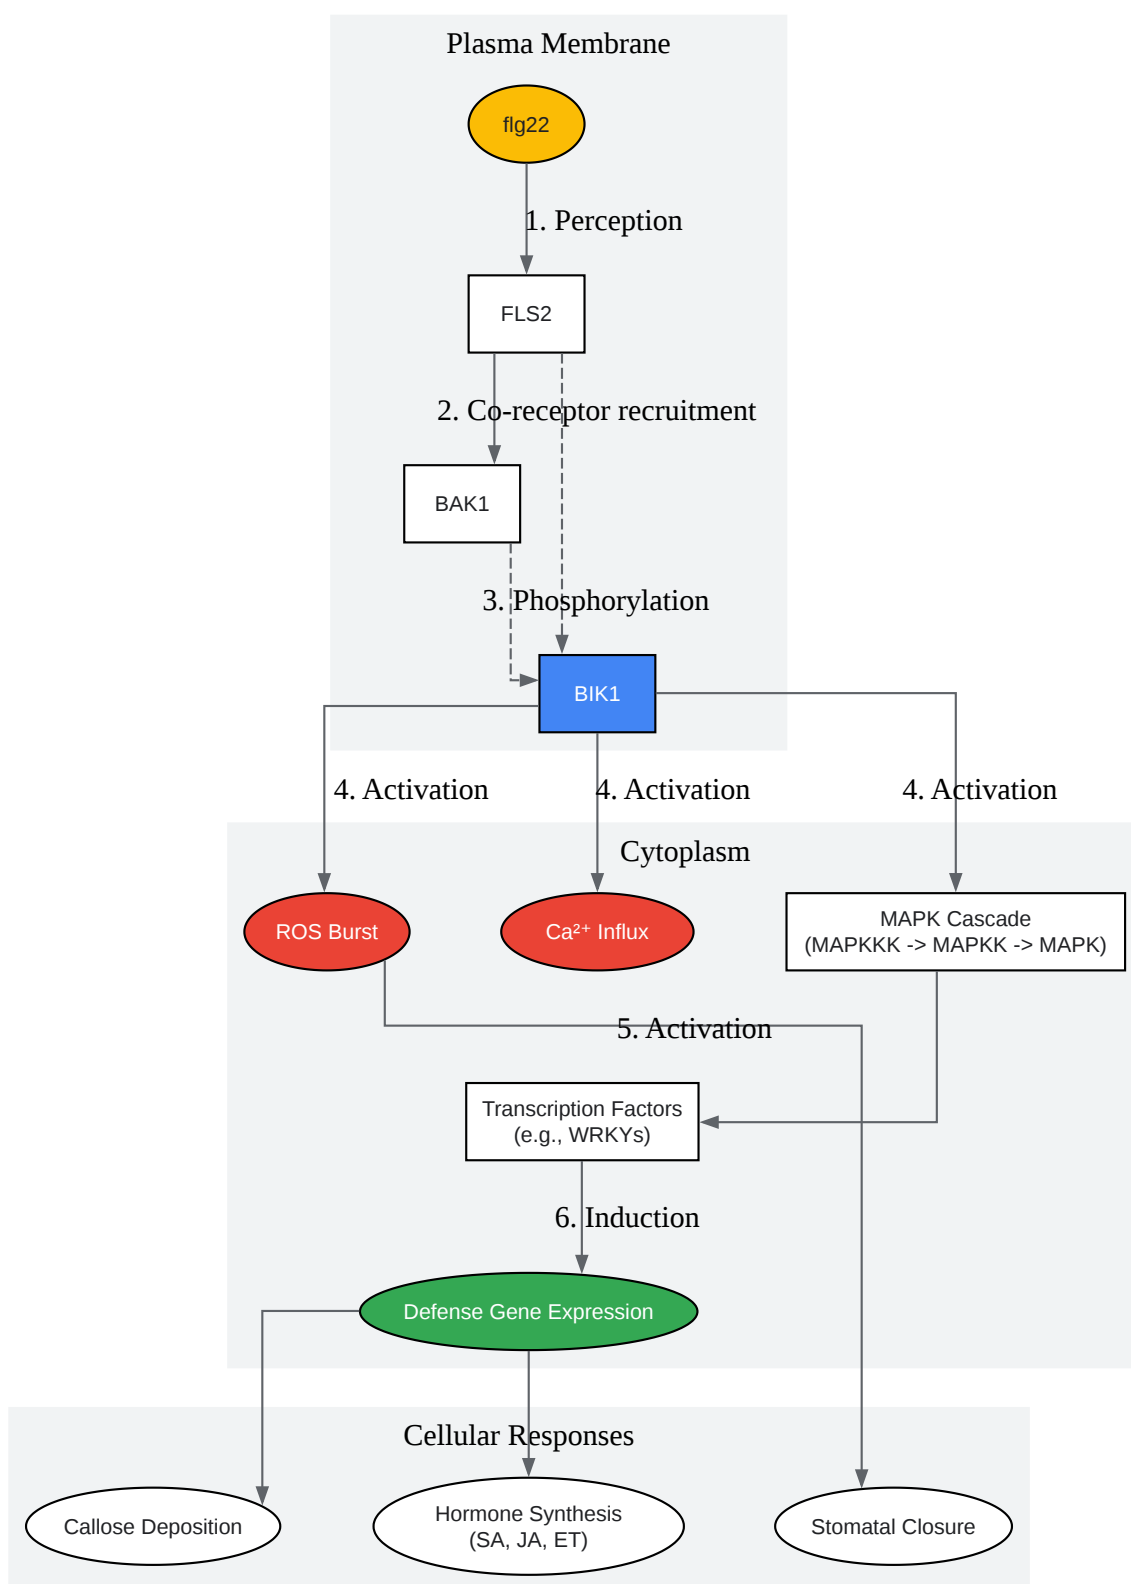 Plasma Membrane
flg22
1. Perception
FLS2
2. Co-receptor recruitment
BAK1
3. Phosphorylation
BIK1
4. Activation
4. Activation
4. Activation
Cytoplasm
ROS Burst
Ca²⁺ Influx
MAPK Cascade
(MAPKKK -> MAPKK -> MAPK)
5. Activation
Transcription Factors
(e.g., WRKYs)
6. Induction
Defense Gene Expression
Cellular Responses
Callose Deposition
Hormone Synthesis
(SA, JA, ET)
Stomatal Closure